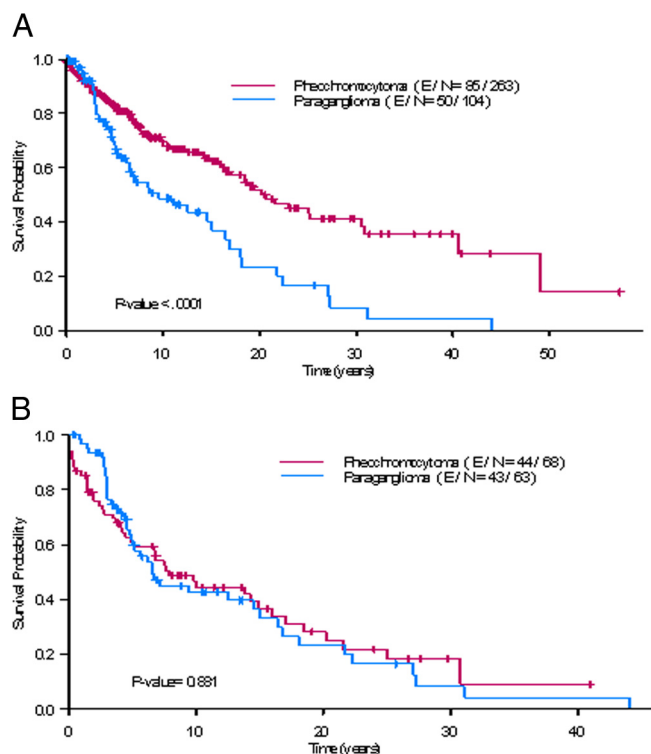 A
Pheochromocytoma (E/N=85/263)
Paraganglioma (E/N=50/104)
Survival Probability
1.0
0.8
0.6
0.4
0.2
0.0
P-value <.0001
0 10 20 30 40 50
Time (years)
B
Pheochromocytoma (E/N=44/68)
Paraganglioma (E/N=43/63)
Survival Probability
1.0
0.8
0.6
0.4
0.2
0.0
P-value= 0.881
0 10 20 30 40
Time (years)